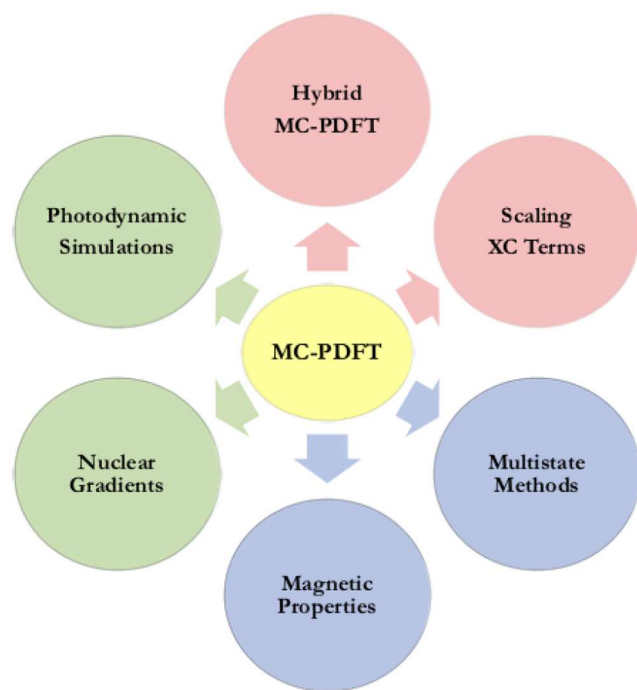 Hybrid
MC-PDFT
Photodynamic
Simulations
Scaling
XC Terms
MC-PDFT
Nuclear
Gradients
Multistate
Methods
Magnetic
Properties